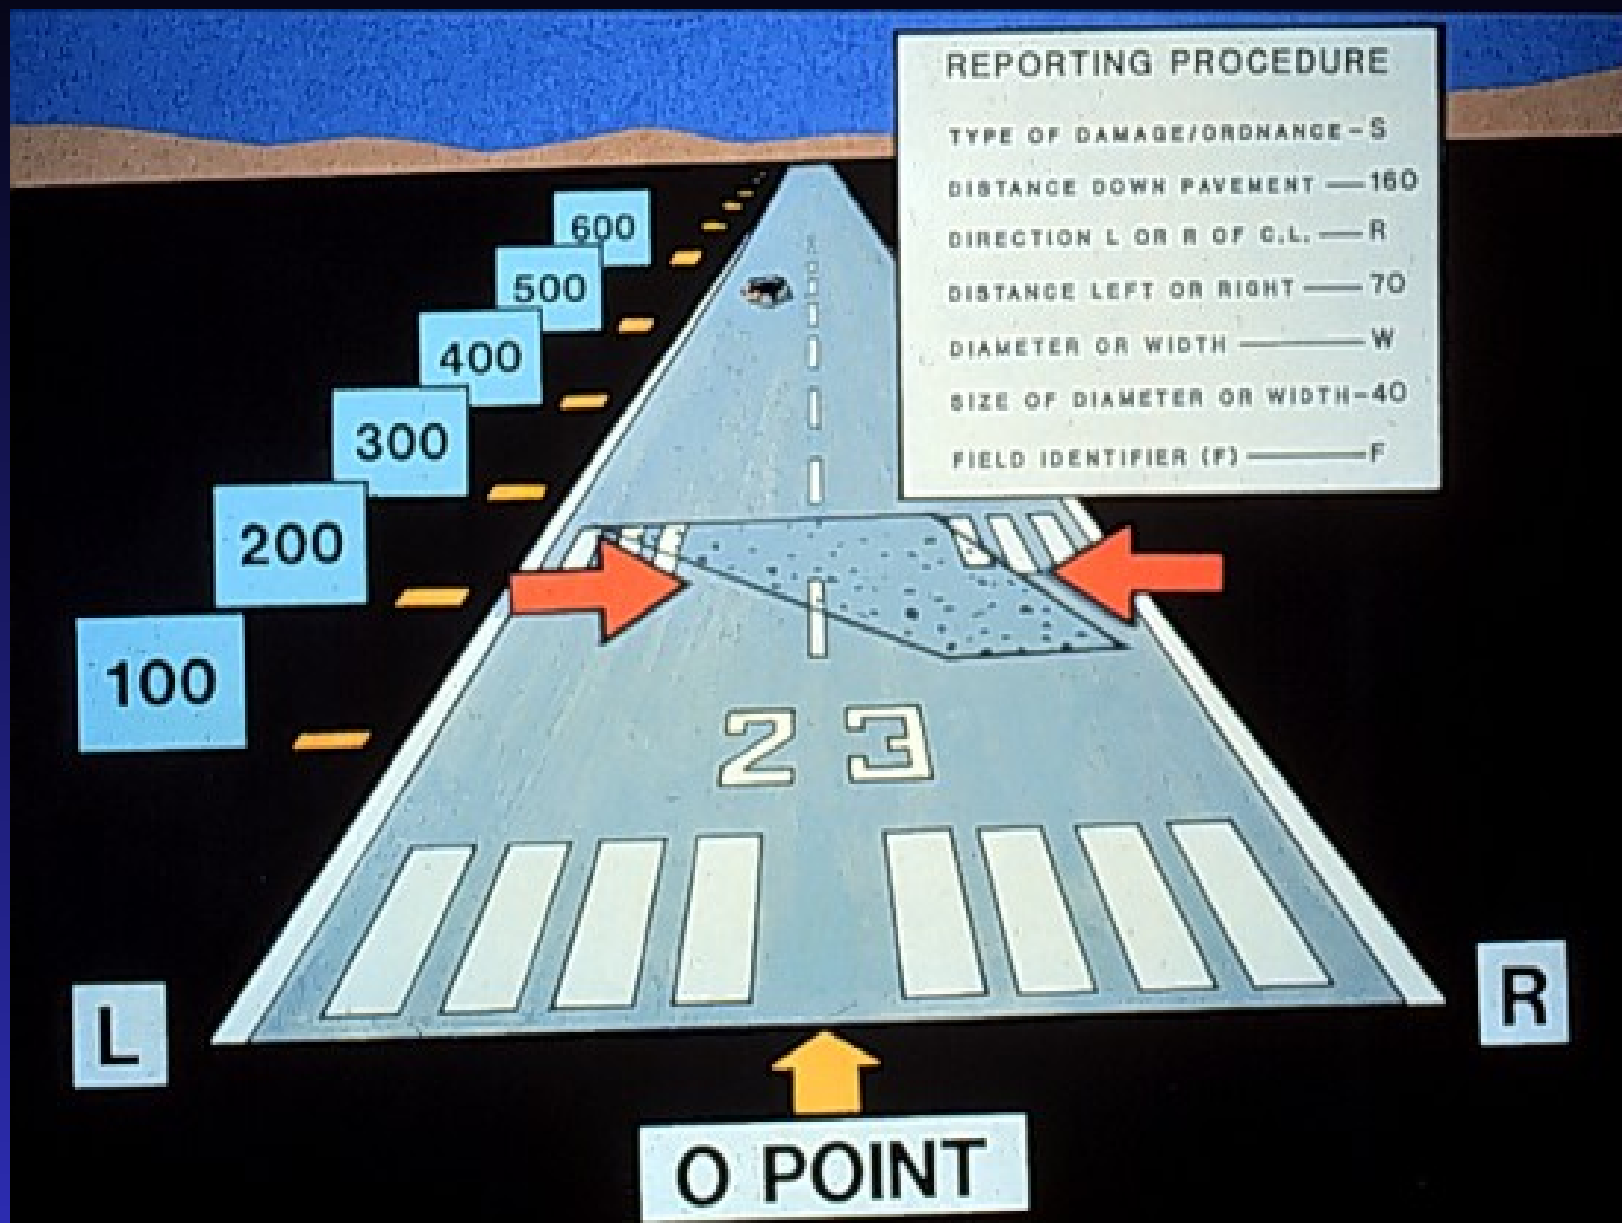 REPORTING PROCEDURE
TYPE OF DAMAGE/ORDNANCE-S
DISTANCE DOWN PAVEMENT —160
DIRECTION L OR R OF C.L. —R
DISTANCE LEFT OR RIGHT —70
DIAMETER OR WIDTH —W
SIZE OF DIAMETER OR WIDTH-40
FIELD IDENTIFIER (F) —F
600
500
400
300
200
100
23
L
R
O POINT